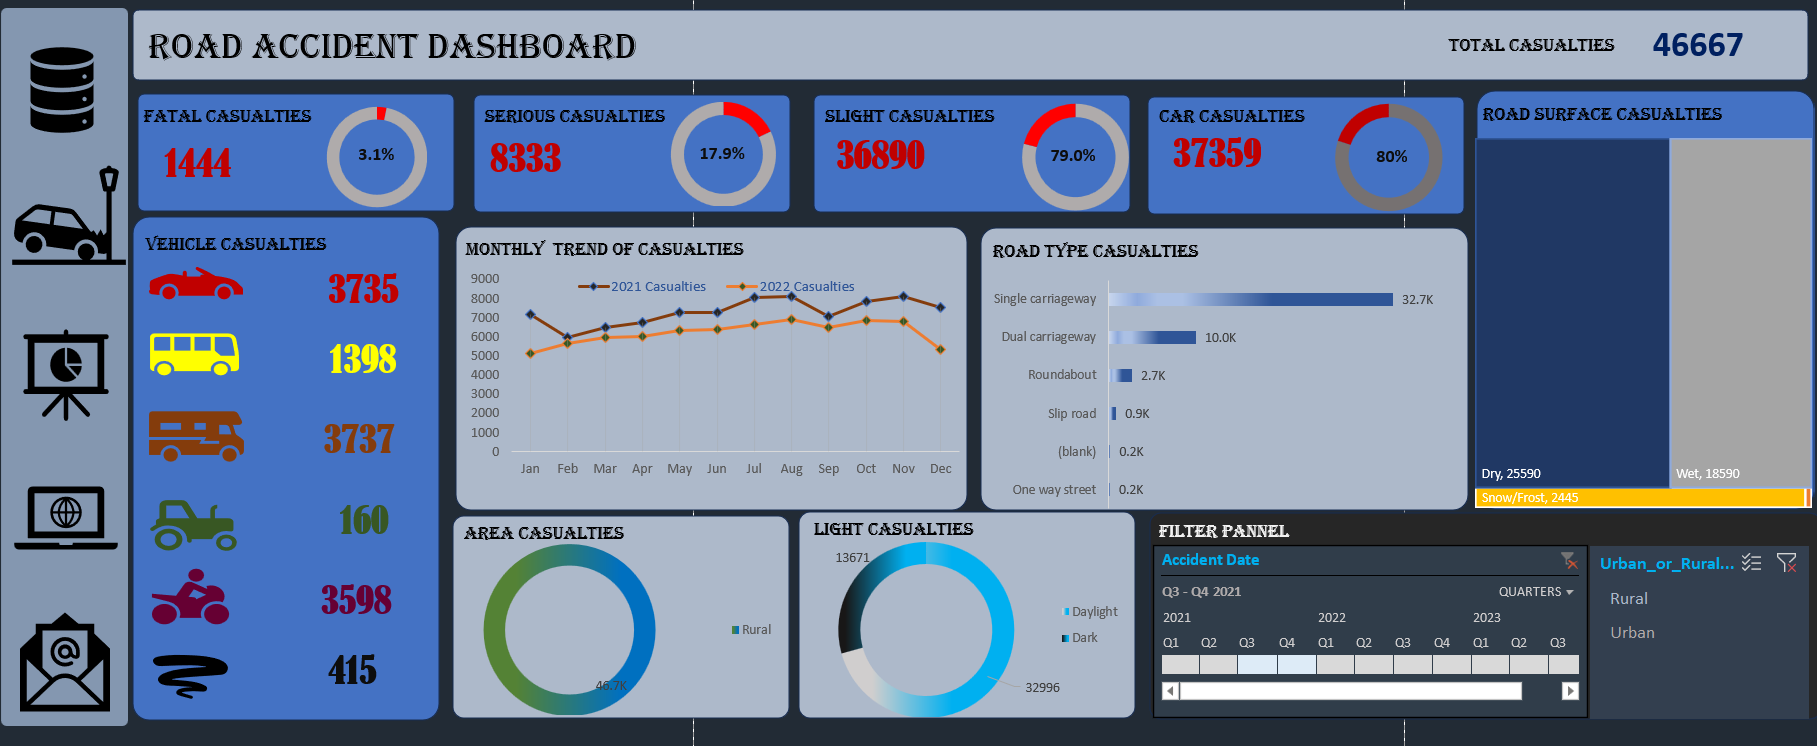 ROAD ACCIDENT DASHBOARD
TOTAL CASUALTIES 46667
FATAL CASUALTIES
1444
3.1%
SERIOUS CASUALTIES
8333
17.9%
SLIGHT CASUALTIES
36890
79.0%
CAR CASUALTIES
37359
80%
ROAD SURFACE CASUALTIES
Dry, 25590
Wet, 18590
Snow/Frost, 2445
VEHICLE CASUALTIES
3735
1398
3737
160
3598
415
MONTHLY TREND OF CASUALTIES
2021 Casualties 2022 Casualties
9000
8000
7000
6000
5000
4000
3000
2000
1000
0
Jan Feb Mar Apr May Jun Jul Aug Sep Oct Nov Dec
ROAD TYPE CASUALTIES
Single carriageway 32.7K
Dual carriageway 10.0K
Roundabout 2.7K
Slip road 0.9K
(blank) 0.2K
One way street 0.2K
AREA CASUALTIES
Rural
46.7K
LIGHT CASUALTIES
13671
Daylight
Dark
32996
FILTER PANNEL
Accident Date
Q3 - Q4 2021 QUARTERS
2021 2022 2023
Q1 Q2 Q3 Q4 Q1 Q2 Q3 Q4 Q1 Q2 Q3
Urban_or_Rural...
Rural
Urban